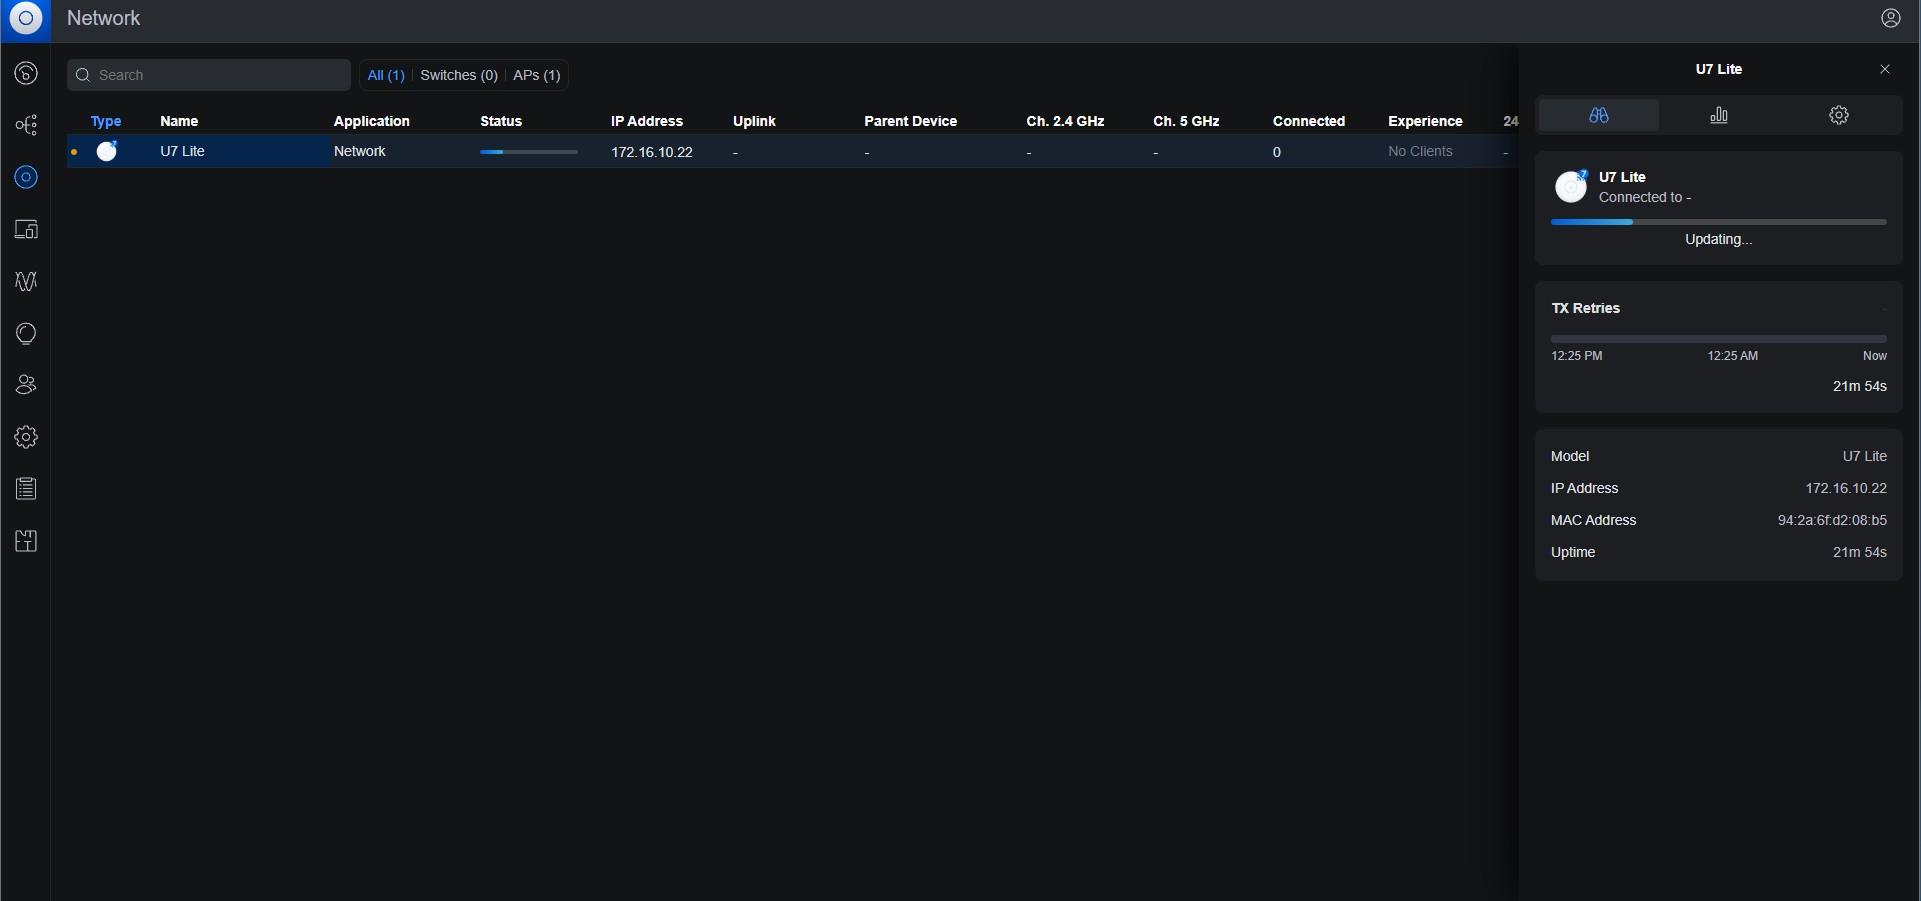 Network
Search
All (1) Switches (0) APs (1)
Type Name Application Status IP Address Uplink Parent Device Ch. 2.4 GHz Ch. 5 GHz Connected Experience 24
U7 Lite Network 172.16.10.22 - - - - 0 No Clients -
U7 Lite
7
U7 Lite
Connected to -
Updating...
TX Retries -
12:25 PM 12:25 AM Now
21m 54s
Model U7 Lite
IP Address 172.16.10.22
MAC Address 94:2a:6f:d2:08:b5
Uptime 21m 54s